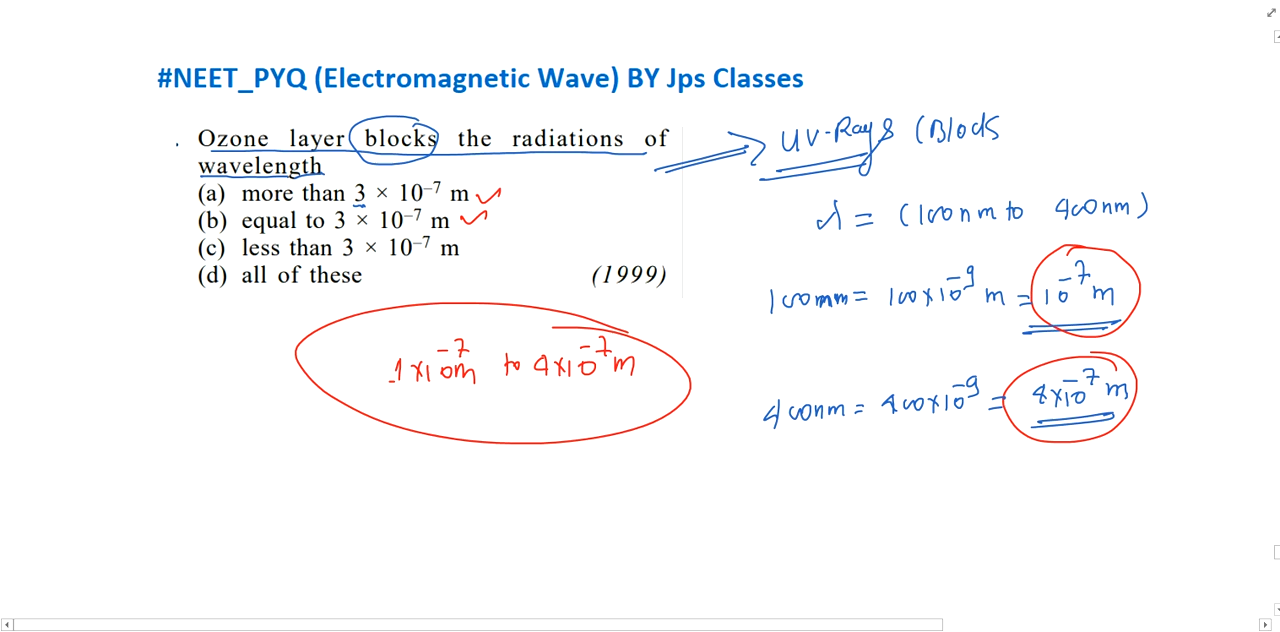 #NEET_PYQ (Electromagnetic Wave) BY Jps Classes
. Ozone layer blocks the radiations of
wavelength
(a) more than 3 × 10⁻⁷ m ✓
(b) equal to 3 × 10⁻⁷ m ✓
(c) less than 3 × 10⁻⁷ m
(d) all of these (1999)
UV-Rays (Blocks
λ = (100nm to 400nm)
100nm = 100×10⁻⁹ m = 10⁻⁷ m
400nm = 400×10⁻⁹ = 4×10⁻⁷ m
1×10⁻⁷m to 4×10⁻⁷m